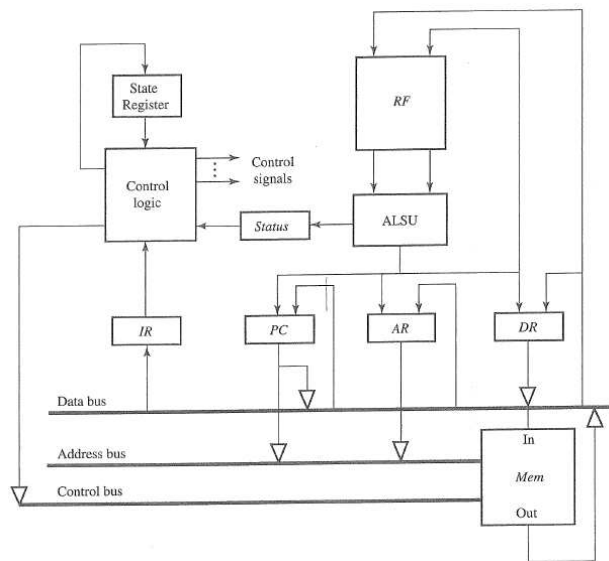 State
Register
RF
Control
logic
Control
signals
Status
ALSU
IR
PC
AR
DR
Data bus
In
Address bus
Mem
Control bus
Out